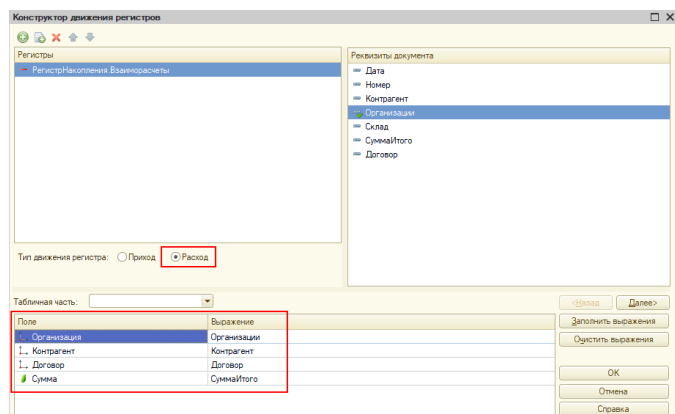 Конструктор движения регистров
Регистры
РегистрНакопления.Взаиморасчеты
Тип движения регистра: Приход Расход
Реквизиты документа
Дата
Номер
Контрагент
Организации
Склад
СуммаИтого
Договор
Табличная часть:
<Назад Далее>
Поле Выражение
Организация Организации
Контрагент Контрагент
Договор Договор
Сумма СуммаИтого
Заполнить выражения
Очистить выражения
ОК
Отмена
Справка